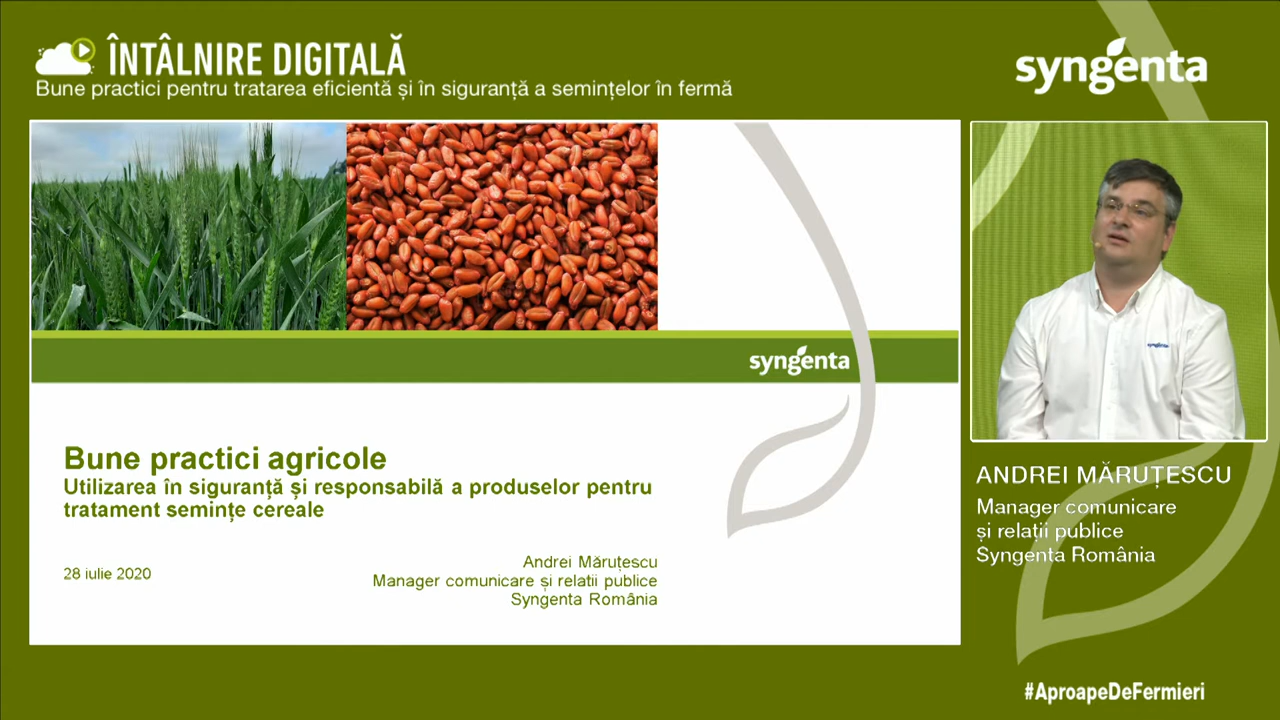 ÎNTÂLNIRE DIGITALĂ
Bune practici pentru tratarea eficientă și în siguranță a semințelor în fermă
syngenta
syngenta
Bune practici agricole
Utilizarea în siguranță și responsabilă a produselor pentru
tratament semințe cereale
28 iulie 2020
Andrei Măruțescu
Manager comunicare și relatii publice
Syngenta România
syngenta
ANDREI MĂRUȚESCU
Manager comunicare
și relații publice
Syngenta România
#AproapeDeFermieri